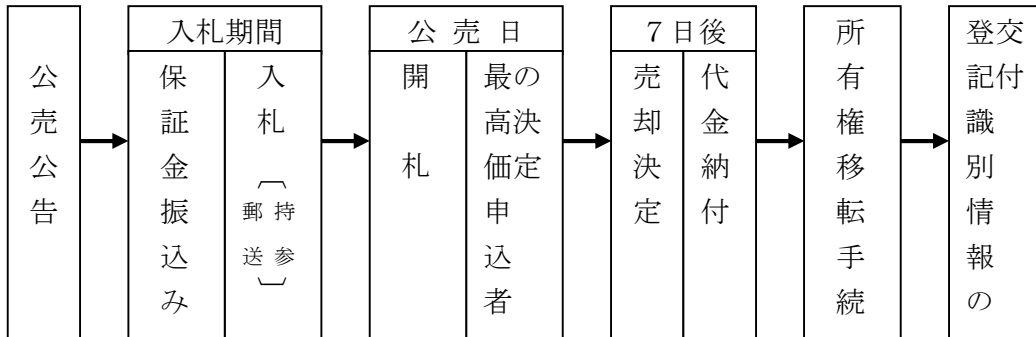 公売公告
入札期間
保証金振込み
入札
〔持参
郵送〕
公売日
開札
最高価申込者
の決定
7日後
売却決定
代金納付
所有権移転手続
登記識別情報の
交付